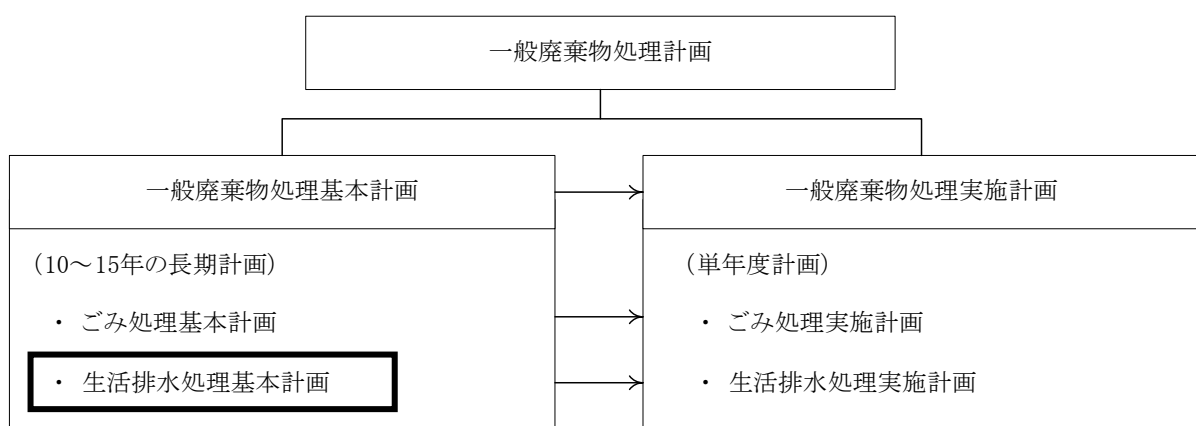 一般廃棄物処理計画
一般廃棄物処理基本計画
(10～15年の長期計画)
・ ごみ処理基本計画
・ 生活排水処理基本計画
一般廃棄物処理実施計画
(単年度計画)
・ ごみ処理実施計画
・ 生活排水処理実施計画